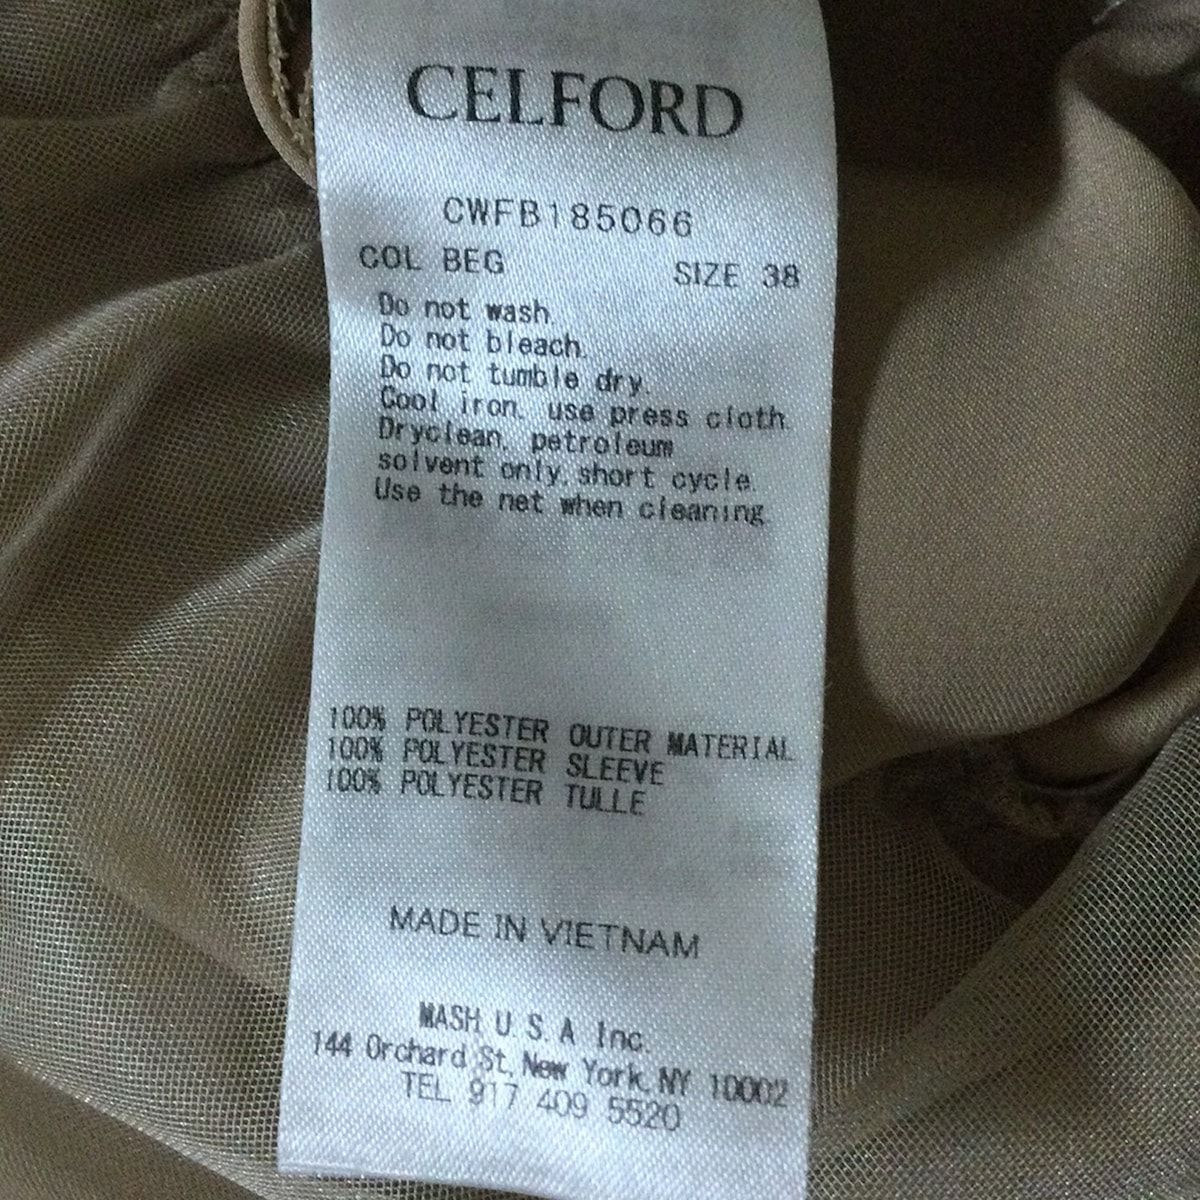 CELFORD
CWFB185066
COL BEG SIZE 38
Do not wash.
Do not bleach.
Do not tumble dry.
Cool iron. use press cloth.
Dryclean. petroleum
solvent only. short cycle.
Use the net when cleaning.
100% POLYESTER OUTER MATERIAL
100% POLYESTER SLEEVE
100% POLYESTER TULLE
MADE IN VIETNAM
MASH U.S.A Inc.
144 Orchard St, New York, NY 10002
TEL 917 409 5520